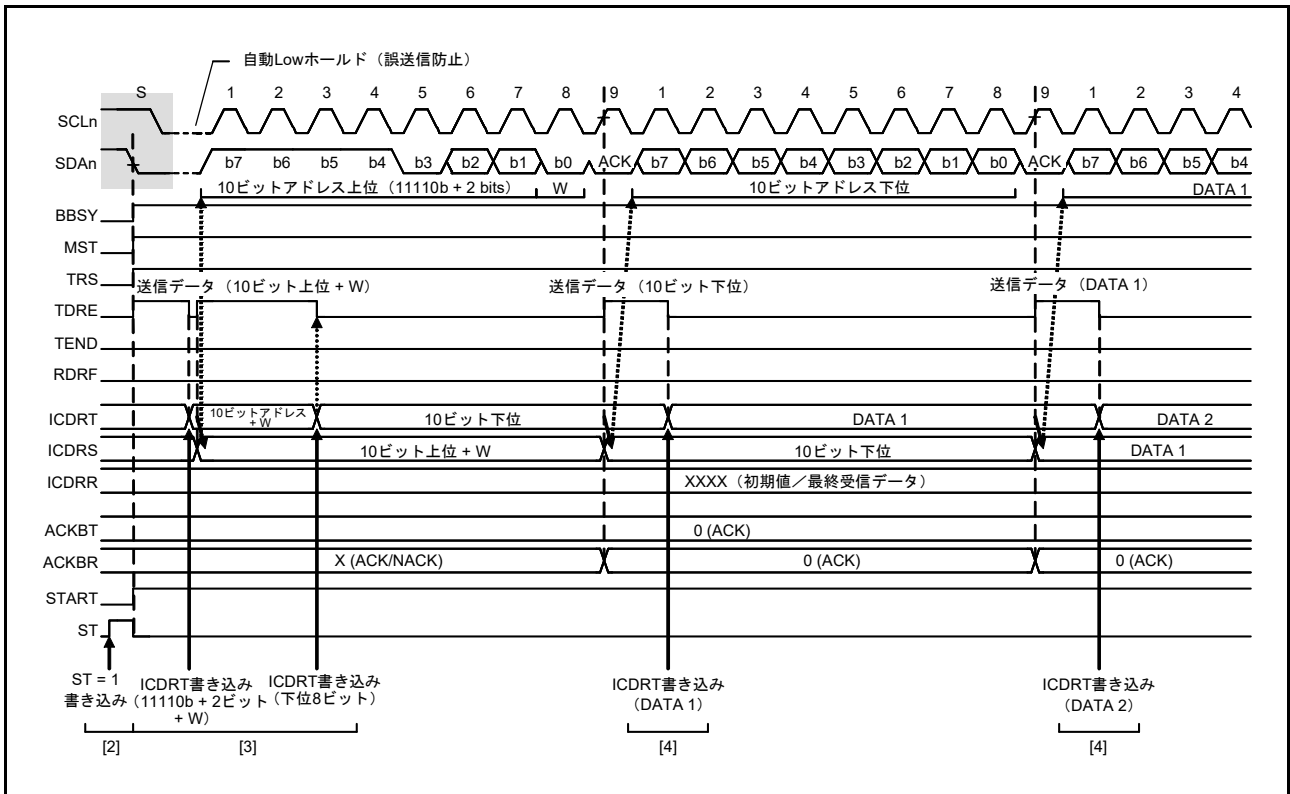 自動Lowホールド（誤送信防止）
S 1 2 3 4 5 6 7 8 9 1 2 3 4 5 6 7 8 9 1 2 3 4
SCLn
SDAn b7 b6 b5 b4 b3 b2 b1 b0 ACK b7 b6 b5 b4 b3 b2 b1 b0 ACK b7 b6 b5 b4
10ビットアドレス上位（11110b + 2 bits） W 10ビットアドレス下位 DATA 1
BBSY
MST
TRS
送信データ（10ビット上位 + W） 送信データ（10ビット下位） 送信データ（DATA 1）
TDRE
TEND
RDRF
ICDRT 10ビットアドレス 10ビット下位 DATA 1 DATA 2
+ W
ICDRS 10ビット上位 + W 10ビット下位 DATA 1
ICDRR XXXX（初期値／最終受信データ）
ACKBT 0 (ACK)
ACKBR X (ACK/NACK) 0 (ACK) 0 (ACK)
START
ST
ST = 1 ICDRT書き込み ICDRT書き込み ICDRT書き込み ICDRT書き込み
書き込み （11110b + 2ビット （下位8ビット） （DATA 1） （DATA 2）
+ W）
[2] [3] [4] [4]